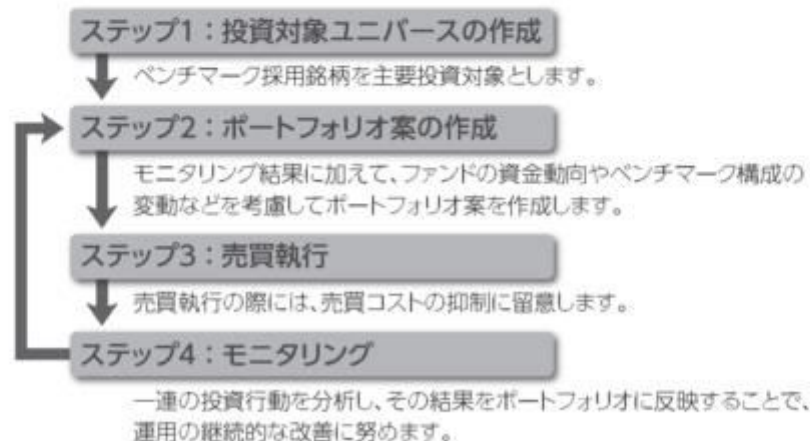 ステップ1：投資対象ユニバースの作成
ベンチマーク採用銘柄を主要投資対象とします。
ステップ2：ポートフォリオ案の作成
モニタリング結果に加えて、ファンドの資金動向やベンチマーク構成の
変動などを考慮してポートフォリオ案を作成します。
ステップ3：売買執行
売買執行の際には、売買コストの抑制に留意します。
ステップ4：モニタリング
一連の投資行動を分析し、その結果をポートフォリオに反映することで、
運用の継続的な改善に努めます。